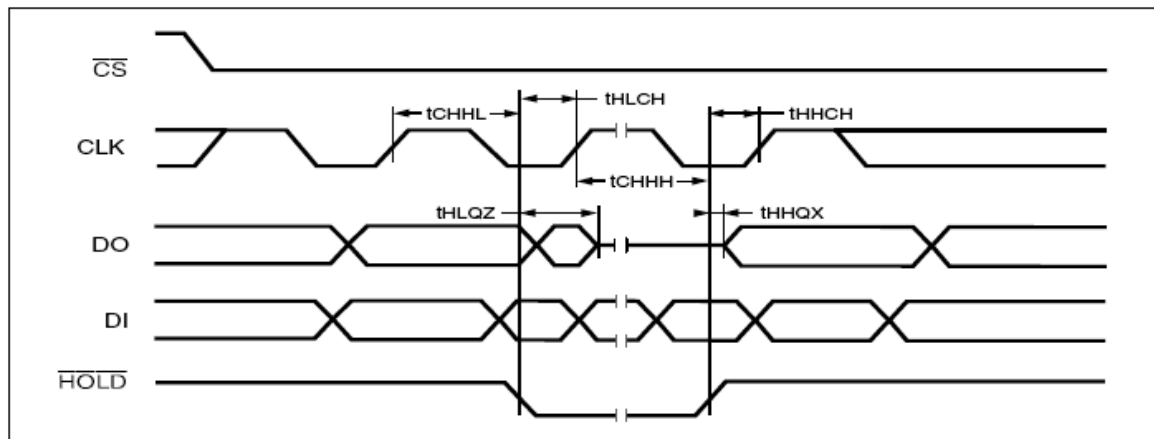 CS
tHLCH
tCHHL
tHHCH
CLK
tCHHH
tHLQZ
tHHQX
DO
DI
HOLD